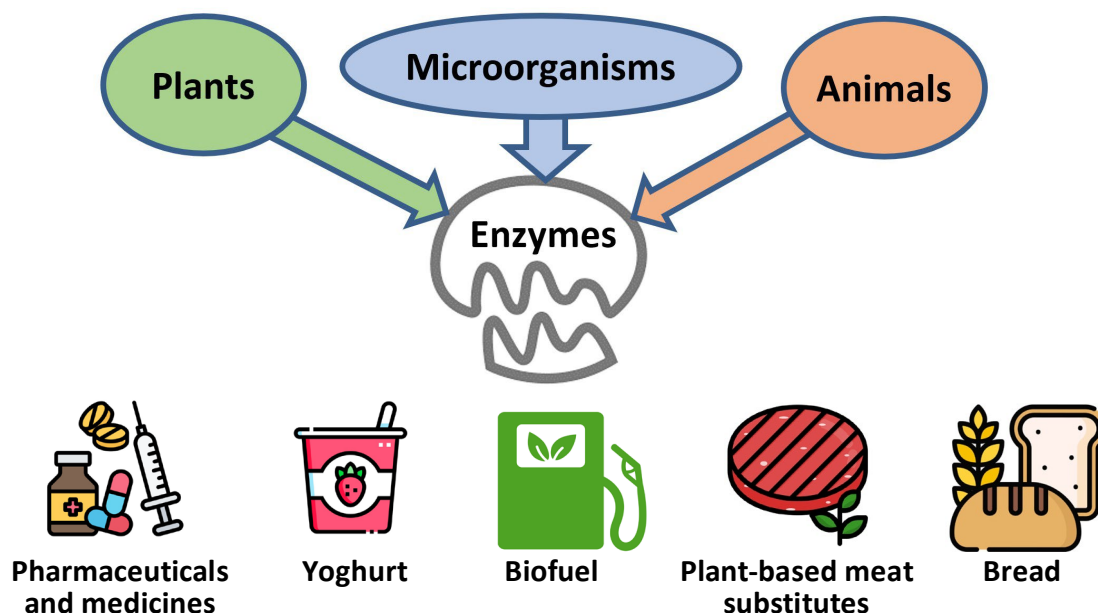 Plants
Microorganisms
Animals
Enzymes
Pharmaceuticals
and medicines
Yoghurt
Biofuel
Plant-based meat
substitutes
Bread